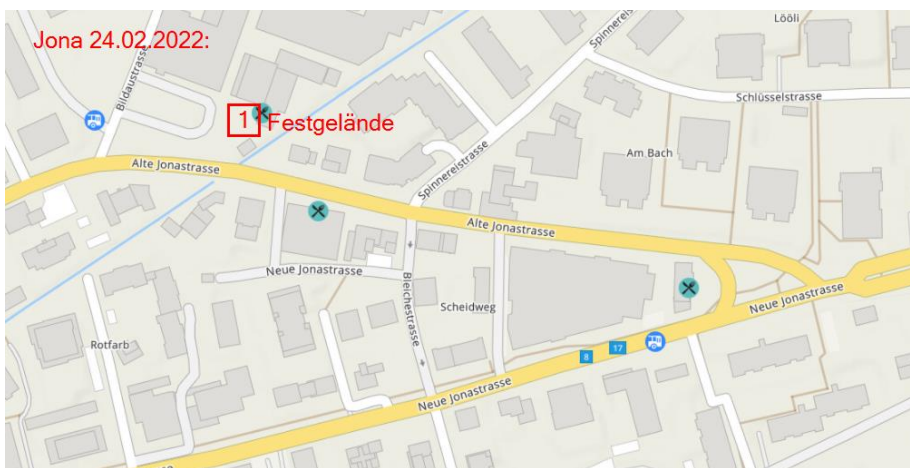 Jona 24.02.2022:
Lööli
Spinnereistrasse
Bildaustrasse
Schlüsselstrasse
1 Festgelände
Am Bach
Alte Jonastrasse
Spinnereistrasse
Alte Jonastrasse
Neue Jonastrasse
Bleichestrasse
Neue Jonastrasse
Scheidweg
Rotfarb
17
8
Neue Jonastrasse